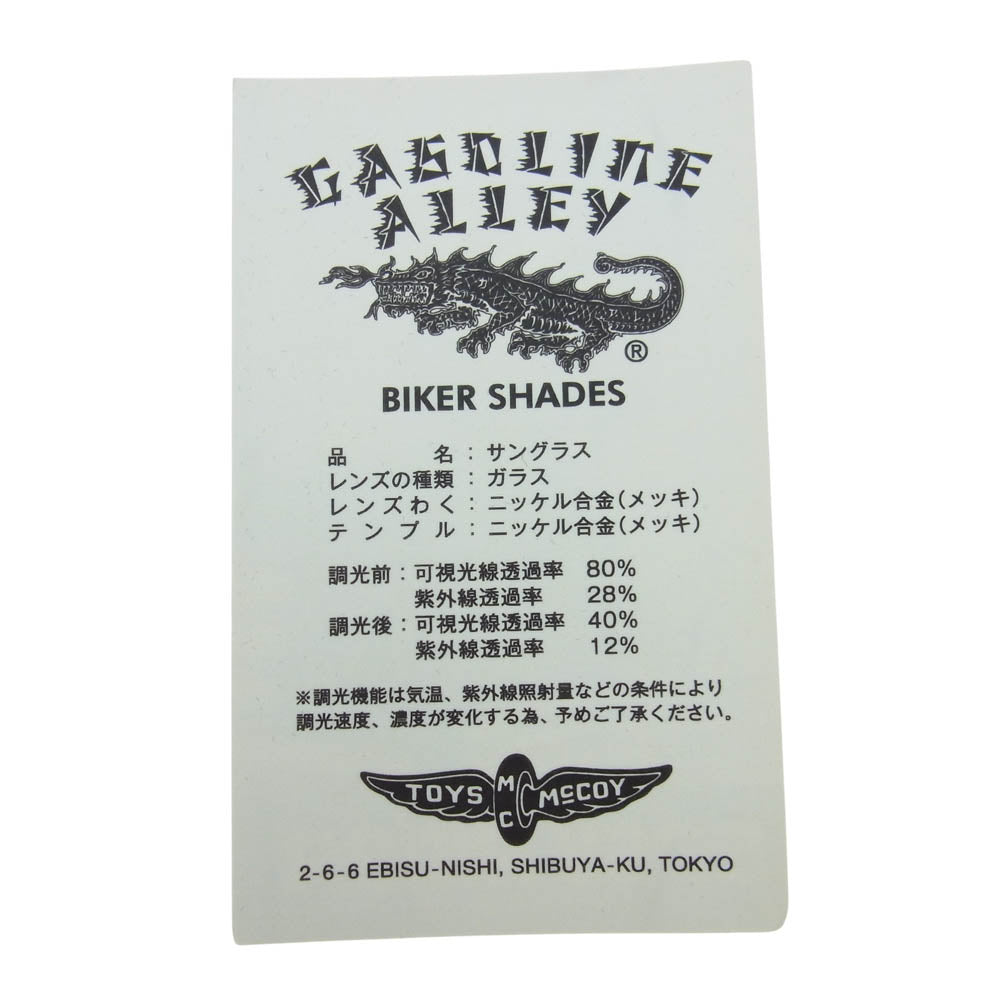 GASOLINE
ALLEY
®
BIKER SHADES
品名：サングラス
レンズの種類：ガラス
レンズわく：ニッケル合金(メッキ)
テンプル：ニッケル合金(メッキ)
調光前：可視光線透過率 80%
紫外線透過率 28%
調光後：可視光線透過率 40%
紫外線透過率 12%
※調光機能は気温、紫外線照射量などの条件により
調光速度、濃度が変化する為、予めご了承ください。
TOYS MC McCOY
2-6-6 EBISU-NISHI, SHIBUYA-KU, TOKYO